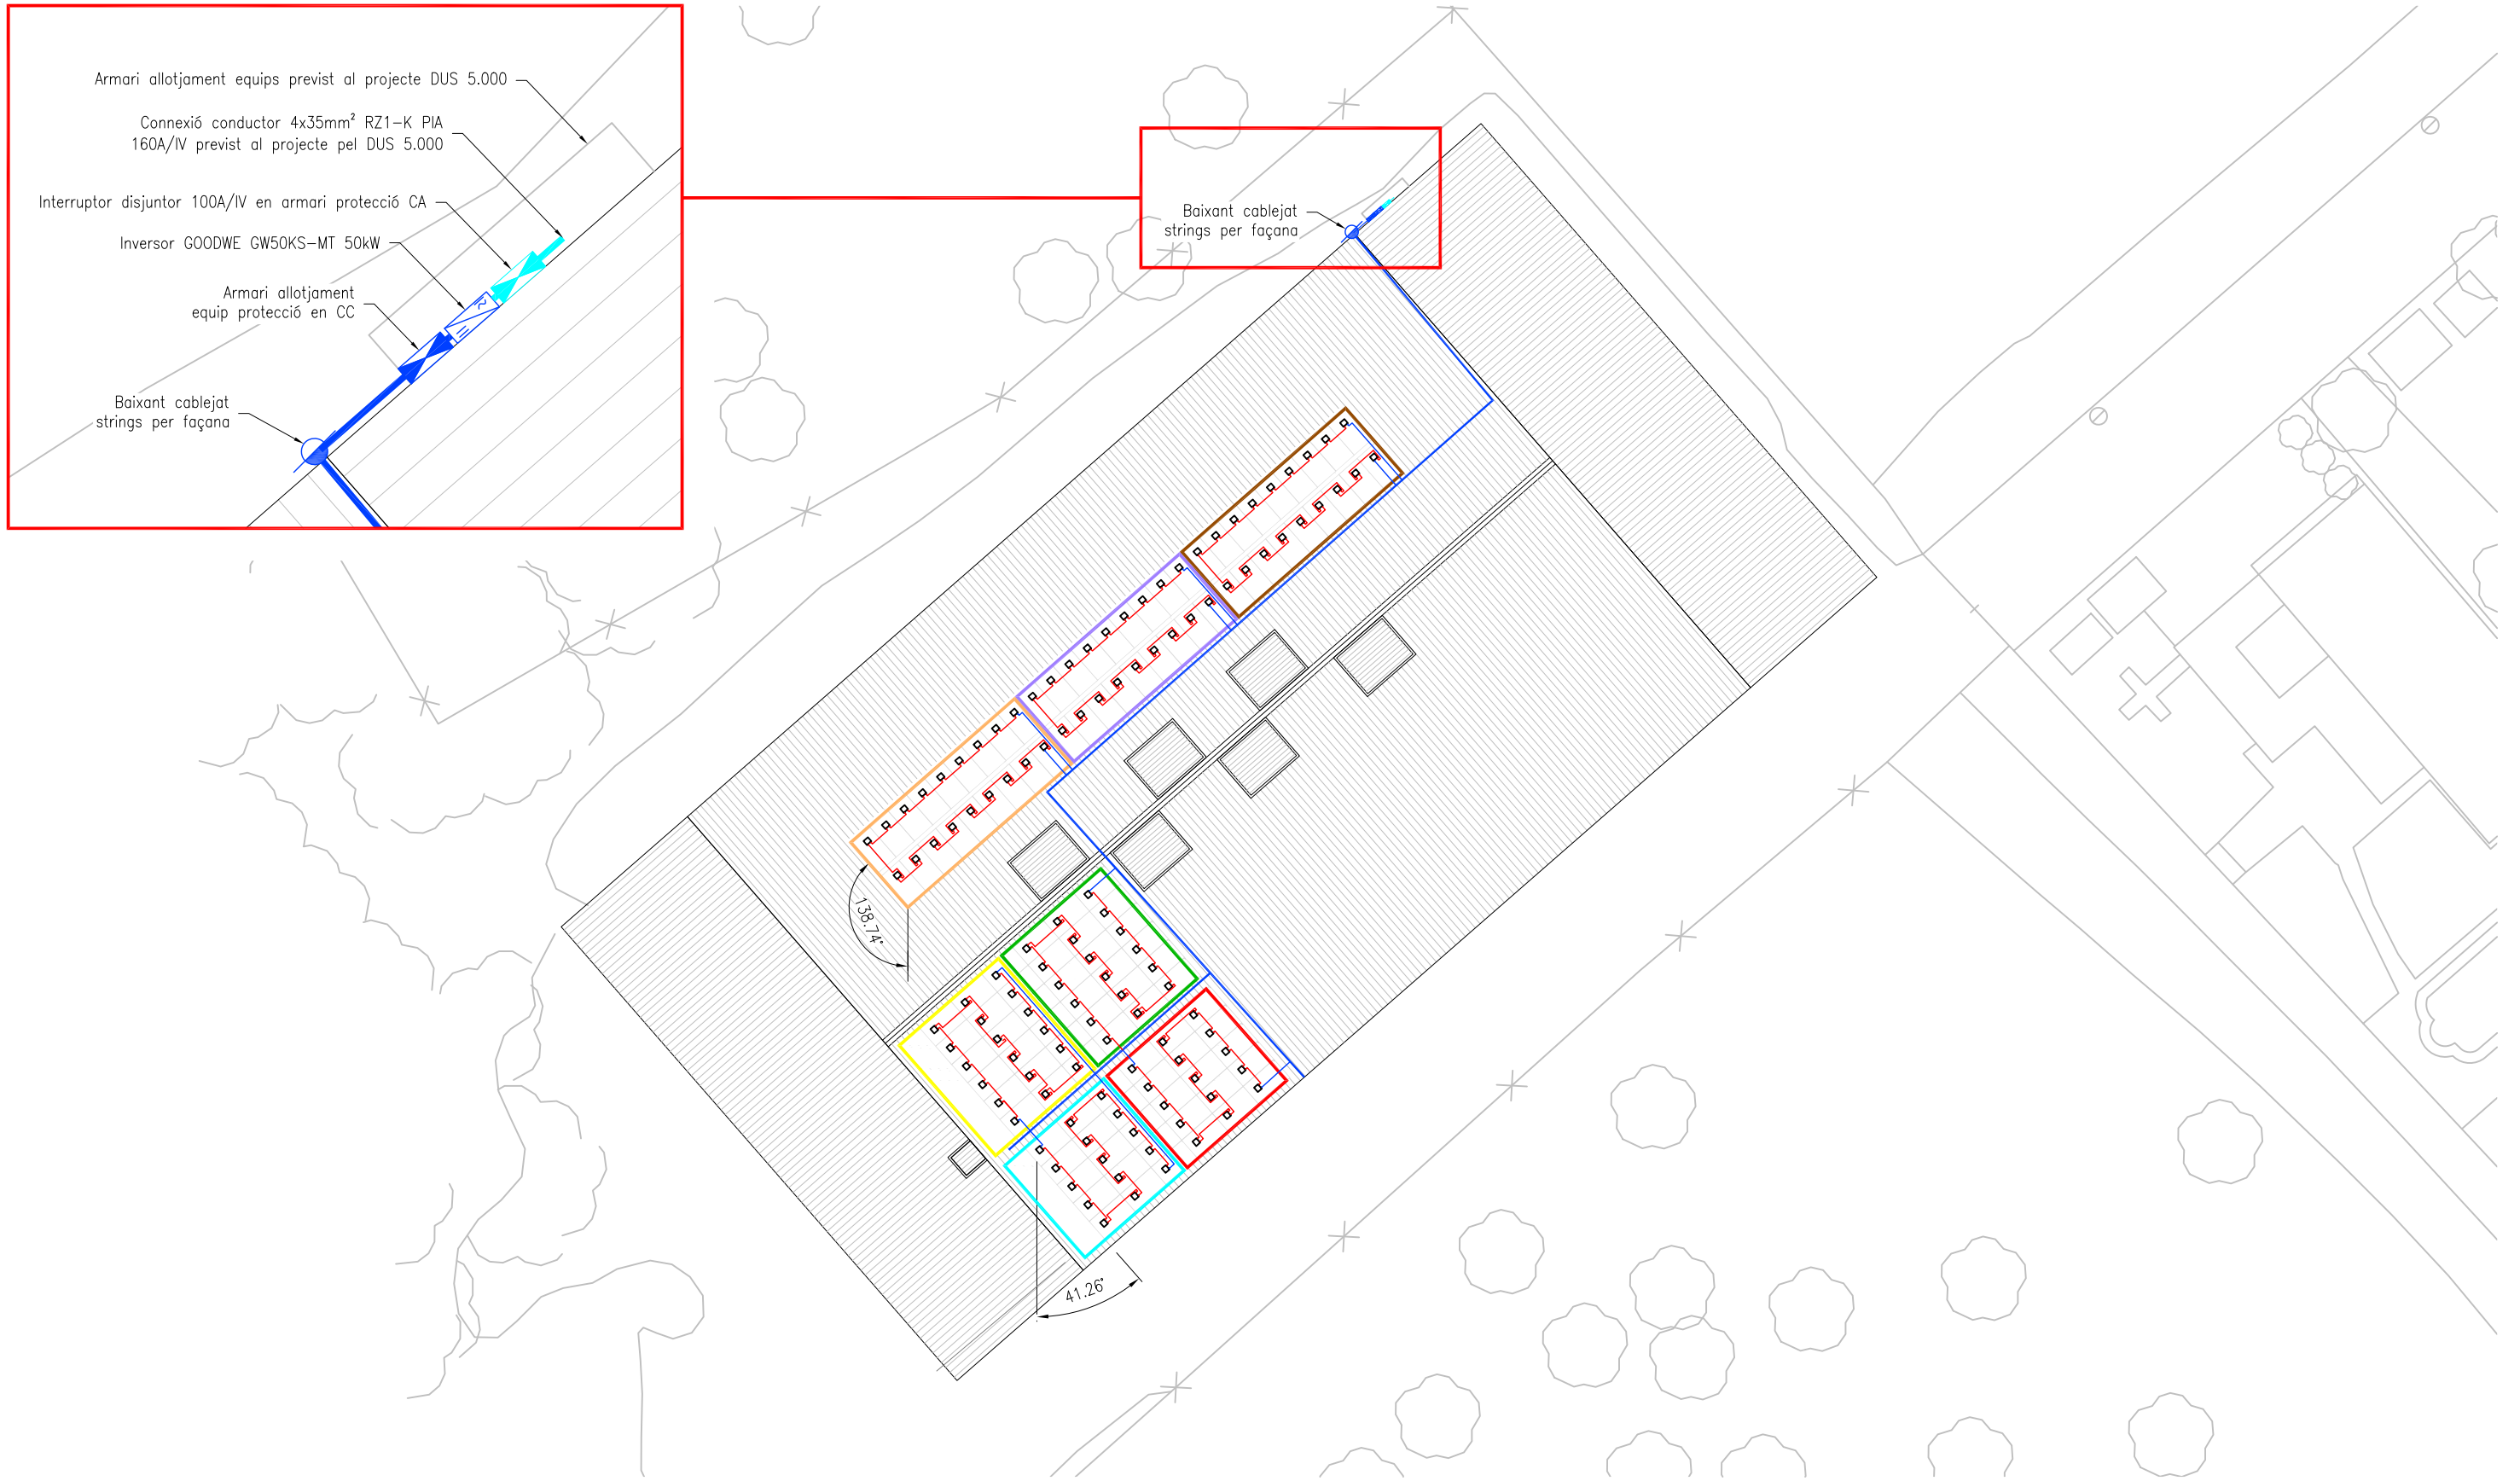 Armari allotjament equips previst al projecte DUS 5.000
Connexió conductor 4x35mm² RZ1-K PIA
160A/IV previst al projecte pel DUS 5.000
Interruptor disjuntor 100A/IV en armari protecció CA
Inversor GOODWE GW50KS-MT 50kW
Armari allotjament
equip protecció en CC
Baixant cablejat
strings per façana
Baixant cablejat
strings per façana
138.74°
41.26°